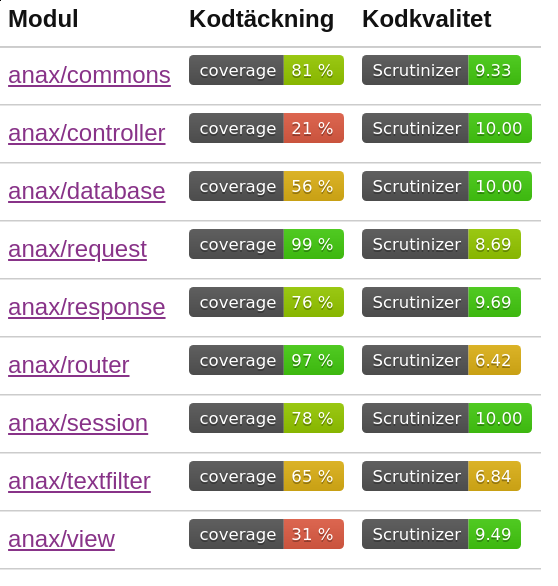 Modul Kodtäckning Kodkvalitet
anax/commons coverage 81 % Scrutinizer 9.33
anax/controller coverage 21 % Scrutinizer 10.00
anax/database coverage 56 % Scrutinizer 10.00
anax/request coverage 99 % Scrutinizer 8.69
anax/response coverage 76 % Scrutinizer 9.69
anax/router coverage 97 % Scrutinizer 6.42
anax/session coverage 78 % Scrutinizer 10.00
anax/textfilter coverage 65 % Scrutinizer 6.84
anax/view coverage 31 % Scrutinizer 9.49